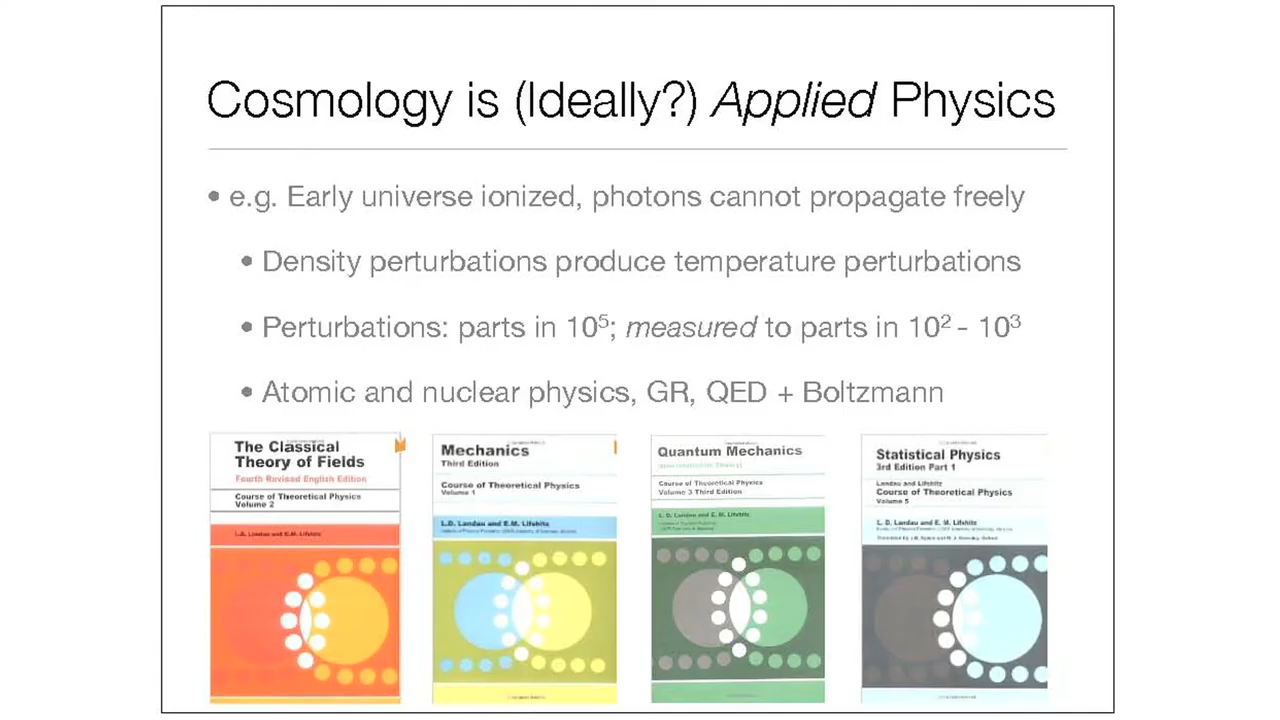 Cosmology is (Ideally?) Applied Physics
• e.g. Early universe ionized, photons cannot propagate freely
• Density perturbations produce temperature perturbations
• Perturbations: parts in 10⁵; measured to parts in 10² - 10³
• Atomic and nuclear physics, GR, QED + Boltzmann
The Classical
Theory of Fields
Fourth Revised English Edition
Course of Theoretical Physics
Volume 2
L.D. Landau and E.M. Lifshitz
Mechanics
Third Edition
Course of Theoretical Physics
Volume 1
L.D. Landau and E.M. Lifshitz
Quantum Mechanics
Course of Theoretical Physics
Volume 3 Third Edition
L. D. Landau and E. M. Lifshitz
Statistical Physics
3rd Edition Part 1
Landau and Lifshitz
Course of Theoretical Physics
Volume 5
L. D. Landau and E. M. Lifshitz